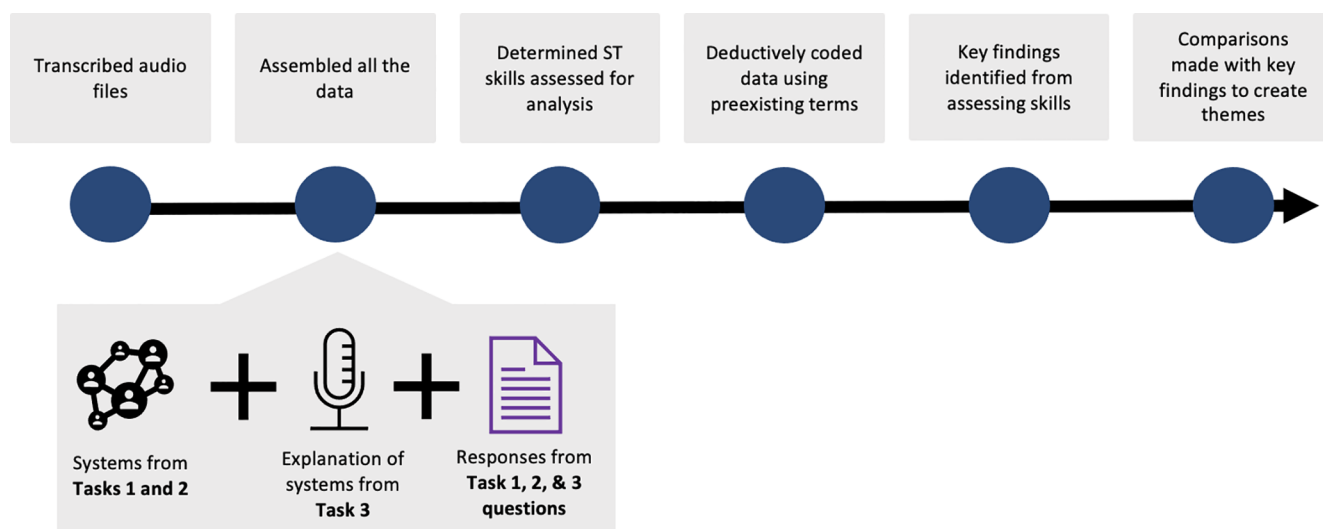 Transcribed audio
files
Assembled all the
data
Determined ST
skills assessed for
analysis
Deductively coded
data using
preexisting terms
Key findings
identified from
assessing skills
Comparisons
made with key
findings to create
themes
Systems from
Tasks 1 and 2
Explanation of
systems from
Task 3
Responses from
Task 1, 2, & 3
questions